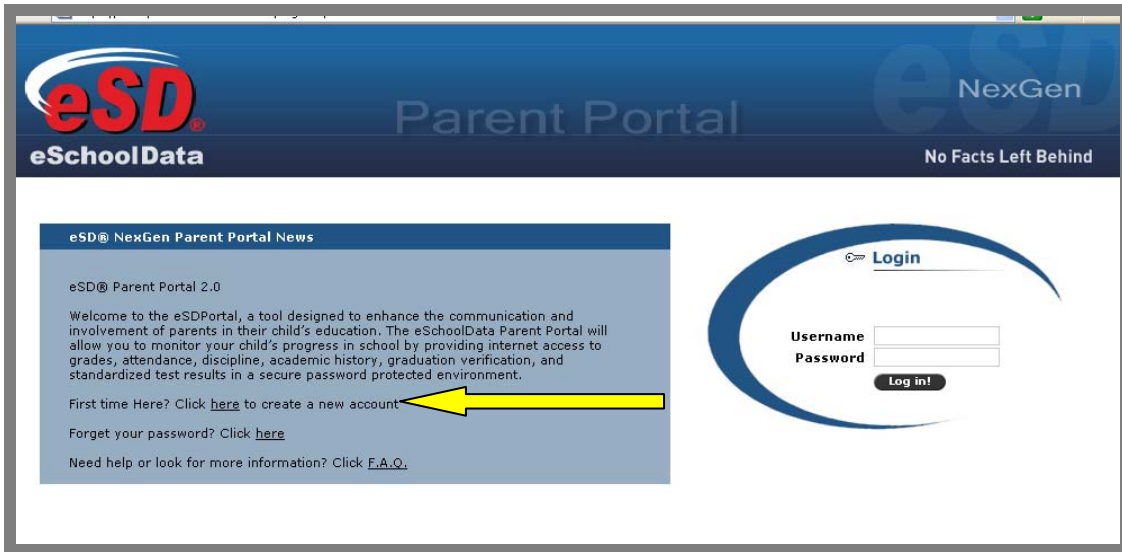 eSD®
eSchoolData
Parent Portal
eSD
NexGen
No Facts Left Behind
eSD® NexGen Parent Portal News
eSD® Parent Portal 2.0
Welcome to the eSDPortal, a tool designed to enhance the communication and
involvement of parents in their child's education. The eSchoolData Parent Portal will
allow you to monitor your child's progress in school by providing internet access to
grades, attendance, discipline, academic history, graduation verification, and
standardized test results in a secure password protected environment.
First time Here? Click here to create a new account
Forget your password? Click here
Need help or look for more information? Click F.A.Q.
Login
Username
Password
Log in!